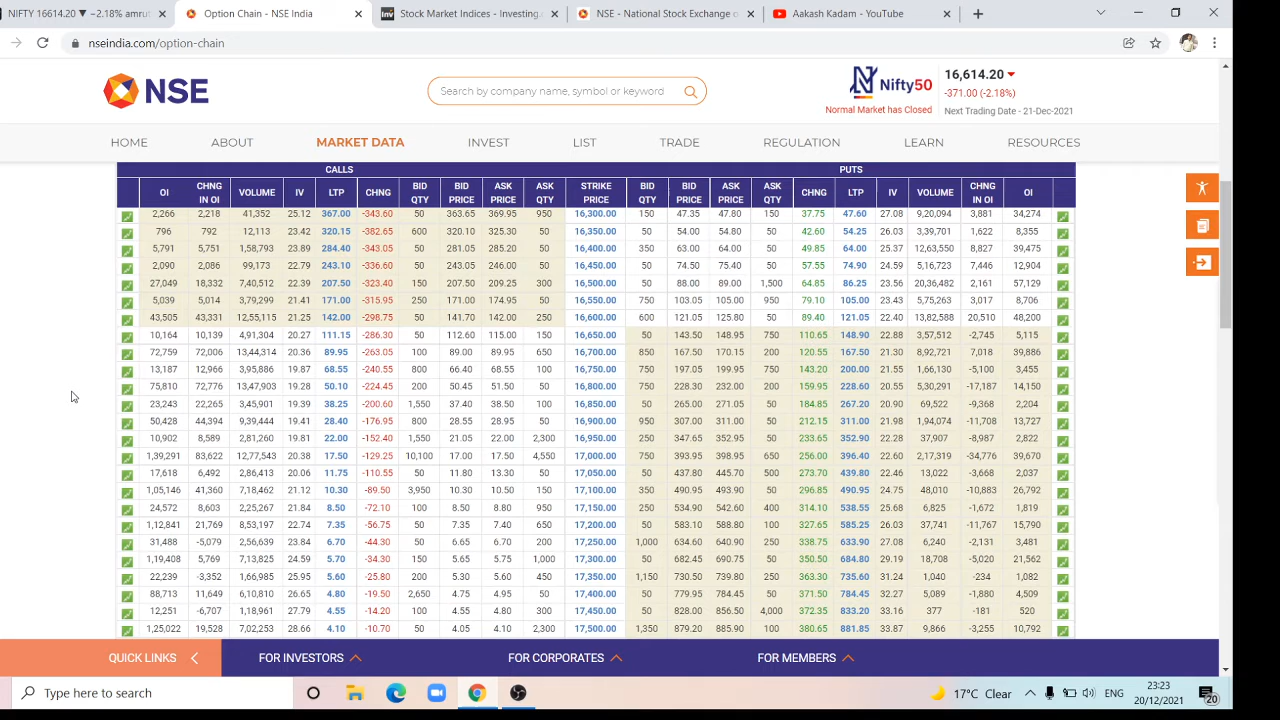 NIFTY 16614.20 ▼ −2.18% amrut
Option Chain - NSE India
Stock Market Indices - Investing.
NSE - National Stock Exchange o
Aakash Kadam - YouTube
nseindia.com/option-chain
NSE
Search by company name, symbol or keyword
Nifty50
Normal Market has Closed
16,614.20
-371.00 (-2.18%)
Next Trading Date - 21-Dec-2021
HOME ABOUT MARKET DATA INVEST LIST TRADE REGULATION LEARN RESOURCES
CALLS PUTS
OI CHNG IN OI VOLUME IV LTP CHNG BID QTY BID PRICE ASK PRICE ASK QTY STRIKE PRICE BID QTY BID PRICE ASK PRICE ASK QTY CHNG LTP IV VOLUME CHNG IN OI OI
2,266 2,218 41,352 25.12 367.00 -343.60 50 363.65 369.95 950 16,300.00 150 47.35 47.80 150 37.75 47.60 27.08 9,20,094 3,881 34,274
796 792 12,113 23.42 320.15 -382.65 600 320.10 325.30 50 16,350.00 50 54.00 54.80 50 42.60 54.25 26.03 3,39,701 1,622 8,355
5,791 5,751 1,58,793 23.89 284.40 -343.05 50 281.05 285.20 50 16,400.00 350 63.00 64.00 50 49.85 64.00 25.37 12,63,550 8,827 39,475
2,090 2,086 99,173 22.79 243.10 -336.60 50 243.05 260.00 50 16,450.00 50 74.50 75.40 50 57.55 74.90 24.59 5,16,723 7,446 12,904
27,049 18,332 7,40,512 22.39 207.50 -323.40 150 207.50 209.25 300 16,500.00 50 88.00 89.00 1,500 64.85 86.25 23.56 20,36,482 2,161 57,129
5,039 5,014 3,79,299 21.41 171.00 -315.95 250 171.00 174.95 50 16,550.00 750 103.05 105.00 950 79.10 105.00 23.43 5,75,263 3,017 8,706
43,505 43,331 12,55,115 21.25 142.00 -298.75 50 141.70 142.00 250 16,600.00 600 121.05 125.80 50 89.40 121.05 22.40 13,82,588 20,510 48,200
10,164 10,139 4,91,304 20.27 111.15 -286.30 50 112.60 115.00 150 16,650.00 50 143.50 148.95 750 110.65 148.90 22.88 3,57,512 -2,745 5,115
72,759 72,006 13,44,314 20.36 89.95 -263.05 100 89.00 89.95 650 16,700.00 850 167.50 170.15 200 120.55 167.50 21.30 8,92,721 7,018 39,886
13,187 12,966 3,95,886 19.87 68.55 -240.55 800 66.40 68.55 100 16,750.00 750 197.05 199.95 750 143.20 200.00 21.55 1,66,130 -5,100 3,455
75,810 72,776 13,47,903 19.28 50.10 -224.45 200 50.45 51.50 50 16,800.00 750 228.30 232.00 200 159.95 228.60 21.20 5,30,291 -17,187 14,150
23,243 22,265 3,45,901 19.39 38.25 -200.60 1,550 37.40 38.50 100 16,850.00 50 265.00 271.05 50 184.85 267.20 20.90 69,522 -9,368 2,204
50,428 44,394 9,39,444 19.41 28.40 -176.95 800 28.55 28.95 50 16,900.00 950 307.00 311.00 50 212.15 311.00 21.98 1,94,074 -11,708 13,727
10,902 8,589 2,81,260 19.81 22.00 -152.40 1,550 21.05 22.00 2,300 16,950.00 250 347.65 352.95 50 233.65 352.90 22.28 37,907 -8,987 2,822
1,39,291 83,622 12,77,543 20.38 17.50 -129.25 10,100 17.00 17.50 4,550 17,000.00 750 393.95 398.95 650 256.00 396.40 22.60 2,17,319 -34,776 39,670
17,618 6,492 2,86,413 20.06 11.75 -110.55 50 11.80 13.30 50 17,050.00 50 437.80 445.70 500 273.70 439.80 22.46 13,022 -3,668 2,037
1,05,146 41,360 7,18,462 21.12 10.30 -89.50 3,950 10.30 10.50 150 17,100.00 350 490.95 493.90 50 296.85 490.95 24.75 48,010 -10,883 26,792
24,572 8,603 2,25,267 21.84 8.50 -72.10 100 8.50 8.80 950 17,150.00 250 534.90 542.60 400 314.10 538.55 25.68 6,825 -1,672 1,819
1,12,841 21,769 8,53,197 22.74 7.35 -56.75 50 7.35 7.40 650 17,200.00 50 583.10 588.80 100 327.65 585.25 26.03 37,741 -11,767 15,790
31,488 -5,079 2,56,639 23.84 6.70 -44.30 50 6.65 6.70 200 17,250.00 1,000 634.60 640.90 250 338.75 633.90 27.08 6,240 -2,131 3,481
1,19,408 5,769 7,13,825 24.59 5.70 -34.30 150 5.65 5.75 1,000 17,300.00 50 682.45 690.75 50 350.50 684.80 29.19 18,708 -5,020 21,562
22,239 -3,352 1,66,985 25.95 5.60 -25.80 200 5.30 5.60 450 17,350.00 1,150 730.50 739.80 250 363.30 735.60 31.24 1,040 -234 1,082
88,713 11,649 6,10,810 26.65 4.80 -19.50 2,650 4.75 4.95 50 17,400.00 50 779.95 784.45 50 371.50 784.45 32.27 5,089 -1,880 4,509
12,251 -6,707 1,18,961 27.79 4.55 -14.20 100 4.55 4.80 300 17,450.00 50 828.00 856.50 4,000 372.35 833.20 33.16 377 -181 520
1,25,022 19,528 7,02,253 28.66 4.10 -10.70 50 4.05 4.10 2,300 17,500.00 1,350 879.20 885.90 100 380.65 881.85 33.87 9,866 -3,255 10,792
QUICK LINKS FOR INVESTORS FOR CORPORATES FOR MEMBERS
Type here to search
17°C Clear
ENG
23:23
20/12/2021
20